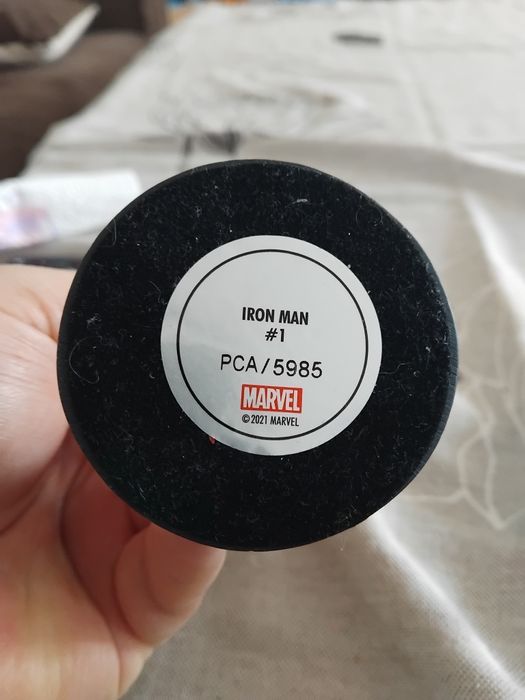 IRON MAN
#1
PCA/5985
MARVEL
© 2021 MARVEL